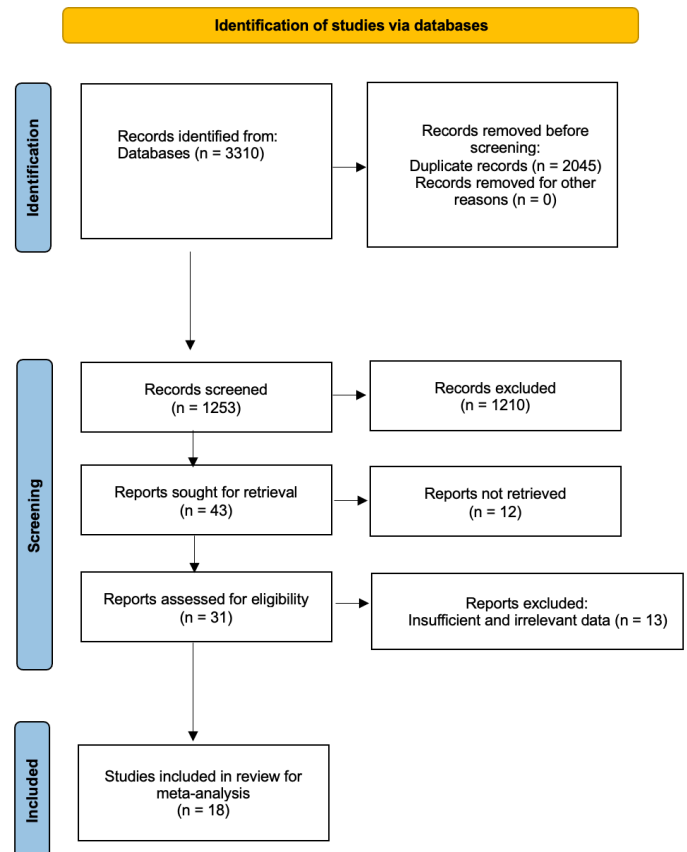 Identification of studies via databases
Identification
Records identified from:
Databases (n = 3310)
Records removed before
screening:
Duplicate records (n = 2045)
Records removed for other
reasons (n = 0)
Screening
Records screened
(n = 1253)
Records excluded
(n = 1210)
Reports sought for retrieval
(n = 43)
Reports not retrieved
(n = 12)
Reports assessed for eligibility
(n = 31)
Reports excluded:
Insufficient and irrelevant data (n = 13)
Included
Studies included in review for
meta-analysis
(n = 18)